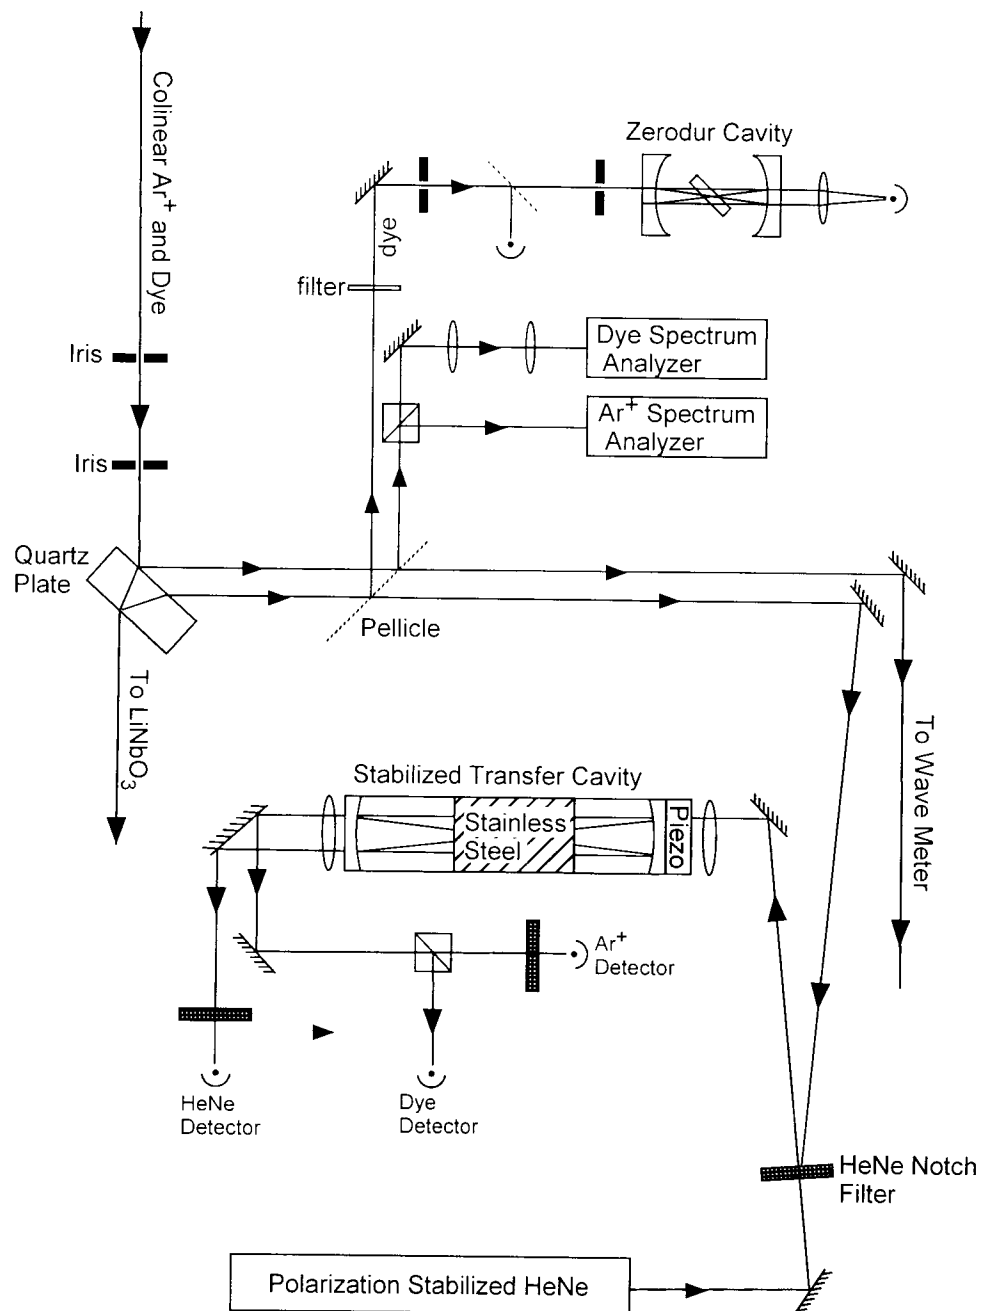 Colinear Ar+ and Dye
Zerodur Cavity
dye
filter
Iris
Dye Spectrum
Analyzer
Ar+ Spectrum
Analyzer
Iris
Quartz
Plate
Pellicle
To LiNbO3
To Wave Meter
Stabilized Transfer Cavity
Stainless
Steel
Piezo
Ar+
Detector
HeNe
Detector
Dye
Detector
HeNe Notch
Filter
Polarization Stabilized HeNe